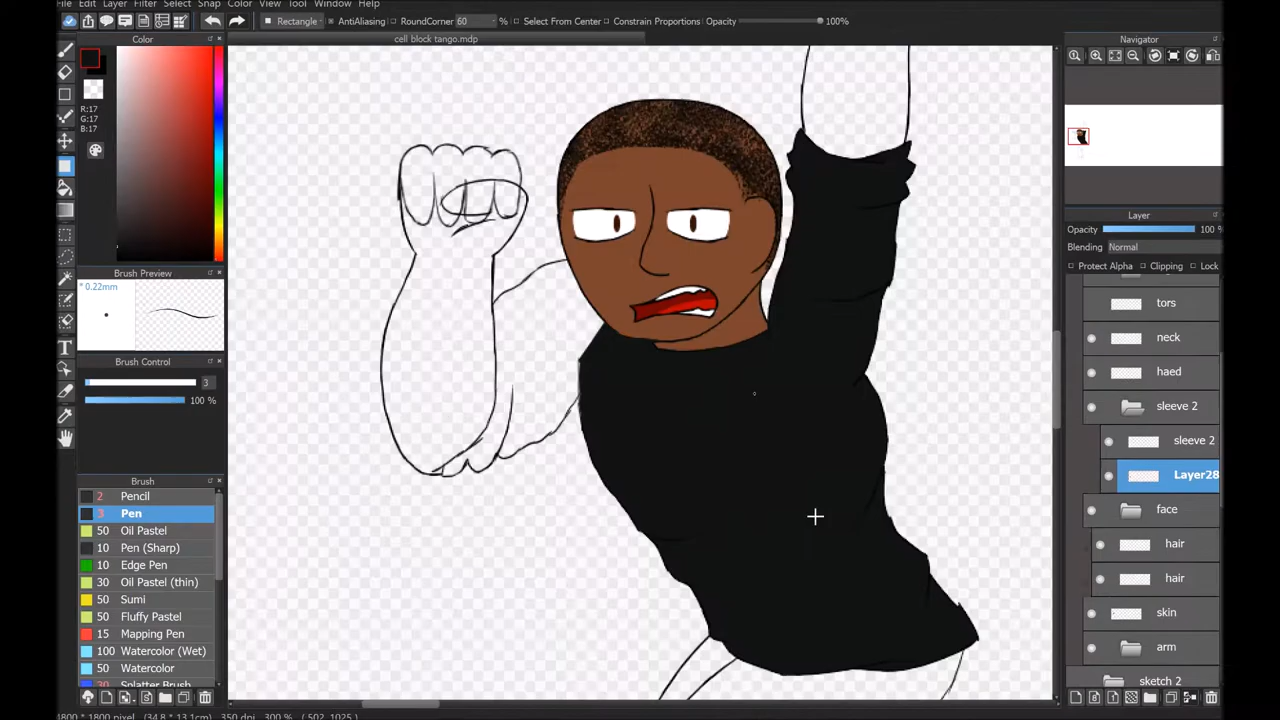 File Edit Layer Filter Select Snap Color View Tool Window Help
Rectangle AntiAliasing RoundCorner 60 % Select From Center Constrain Proportions Opacity 100%
Color
cell block tango.mdp
Navigator
R:17
G:17
B:17
Layer
Opacity 100 %
Blending Normal
Protect Alpha Clipping Lock
Brush Preview
* 0.22mm
tors
neck
Brush Control
haed
3
100 %
sleeve 2
sleeve 2
Layer28
Brush
2 Pencil
3 Pen
face
50 Oil Pastel
hair
10 Pen (Sharp)
10 Edge Pen
hair
30 Oil Pastel (thin)
50 Sumi
skin
50 Fluffy Pastel
15 Mapping Pen
arm
100 Watercolor (Wet)
50 Watercolor
sketch 2
30 Splatter Brush
4800 * 1800 pixel (34.8 * 13.1cm) 350 dpi 300 % ( 502, 1025 )